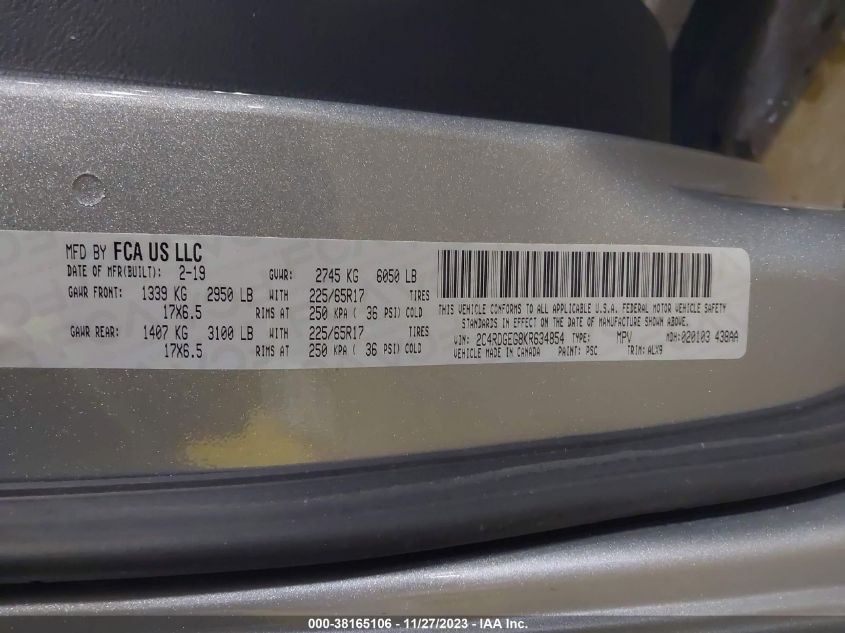 MFD BY FCA US LLC
DATE OF MFR(BUILT): 2-19 GVWR: 2745 KG 6050 LB
GAWR FRONT: 1339 KG 2950 LB WITH 225/65R17 TIRES
17X6.5 RIMS AT 250 KPA ( 36 PSI) COLD
GAWR REAR: 1407 KG 3100 LB WITH 225/65R17 TIRES
17X6.5 RIMS AT 250 KPA ( 36 PSI) COLD
THIS VEHICLE CONFORMS TO ALL APPLICABLE U.S.A. FEDERAL MOTOR VEHICLE SAFETY
STANDARDS IN EFFECT ON THE DATE OF MANUFACTURE SHOWN ABOVE.
VIN: 2C4RDGEG8KR634854 TYPE: MPV MDH:020103 438AA
VEHICLE MADE IN CANADA PAINT: PSC TRIM: ALX9
000-38165106 - 11/27/2023 - IAA Inc.